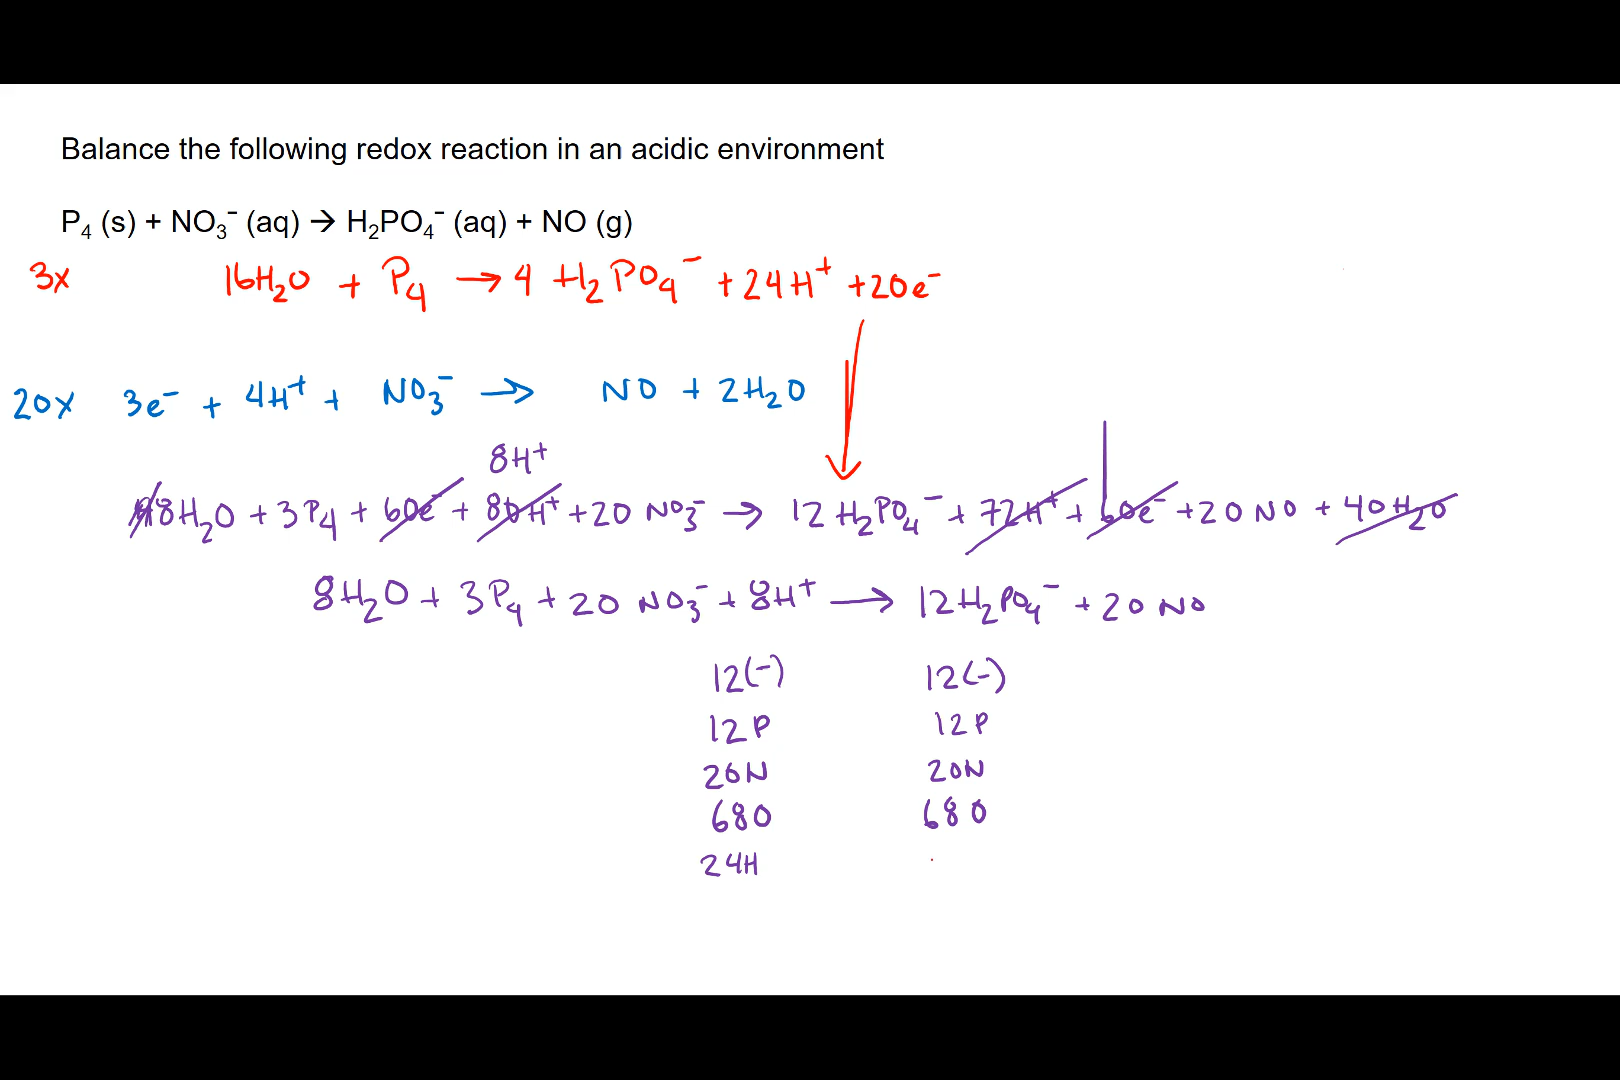 Balance the following redox reaction in an acidic environment
P₄ (s) + NO₃⁻ (aq) → H₂PO₄⁻ (aq) + NO (g)
3x 16H₂O + P₄ → 4 H₂PO₄⁻ + 24H⁺ + 20e⁻
20x 3e⁻ + 4H⁺ + NO₃⁻ → NO + 2H₂O
8H⁺
8H₂O + 3P₄ + 60e⁻ + 80H⁺ + 20 NO₃⁻ → 12 H₂PO₄⁻ + 72H⁺ + 60e⁻ + 20 NO + 40H₂O
8H₂O + 3P₄ + 20 NO₃⁻ + 8H⁺ → 12H₂PO₄⁻ + 20 NO
12(-) 12(-)
12P 12P
20N 20N
68O 68O
24H